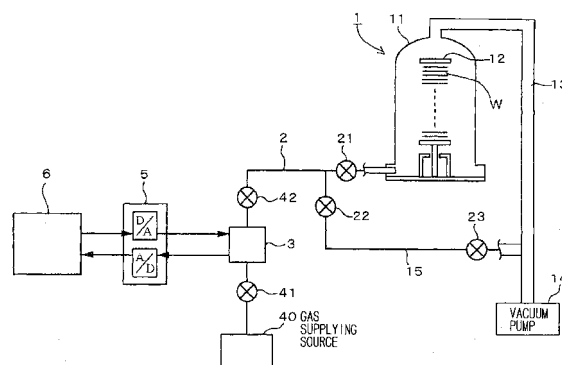 1
11
12
W
13
2
21
6
5
D/A
A/D
42
22
3
23
15
41
14
40 GAS
SUPPLYING
SOURCE
VACUUM
PUMP